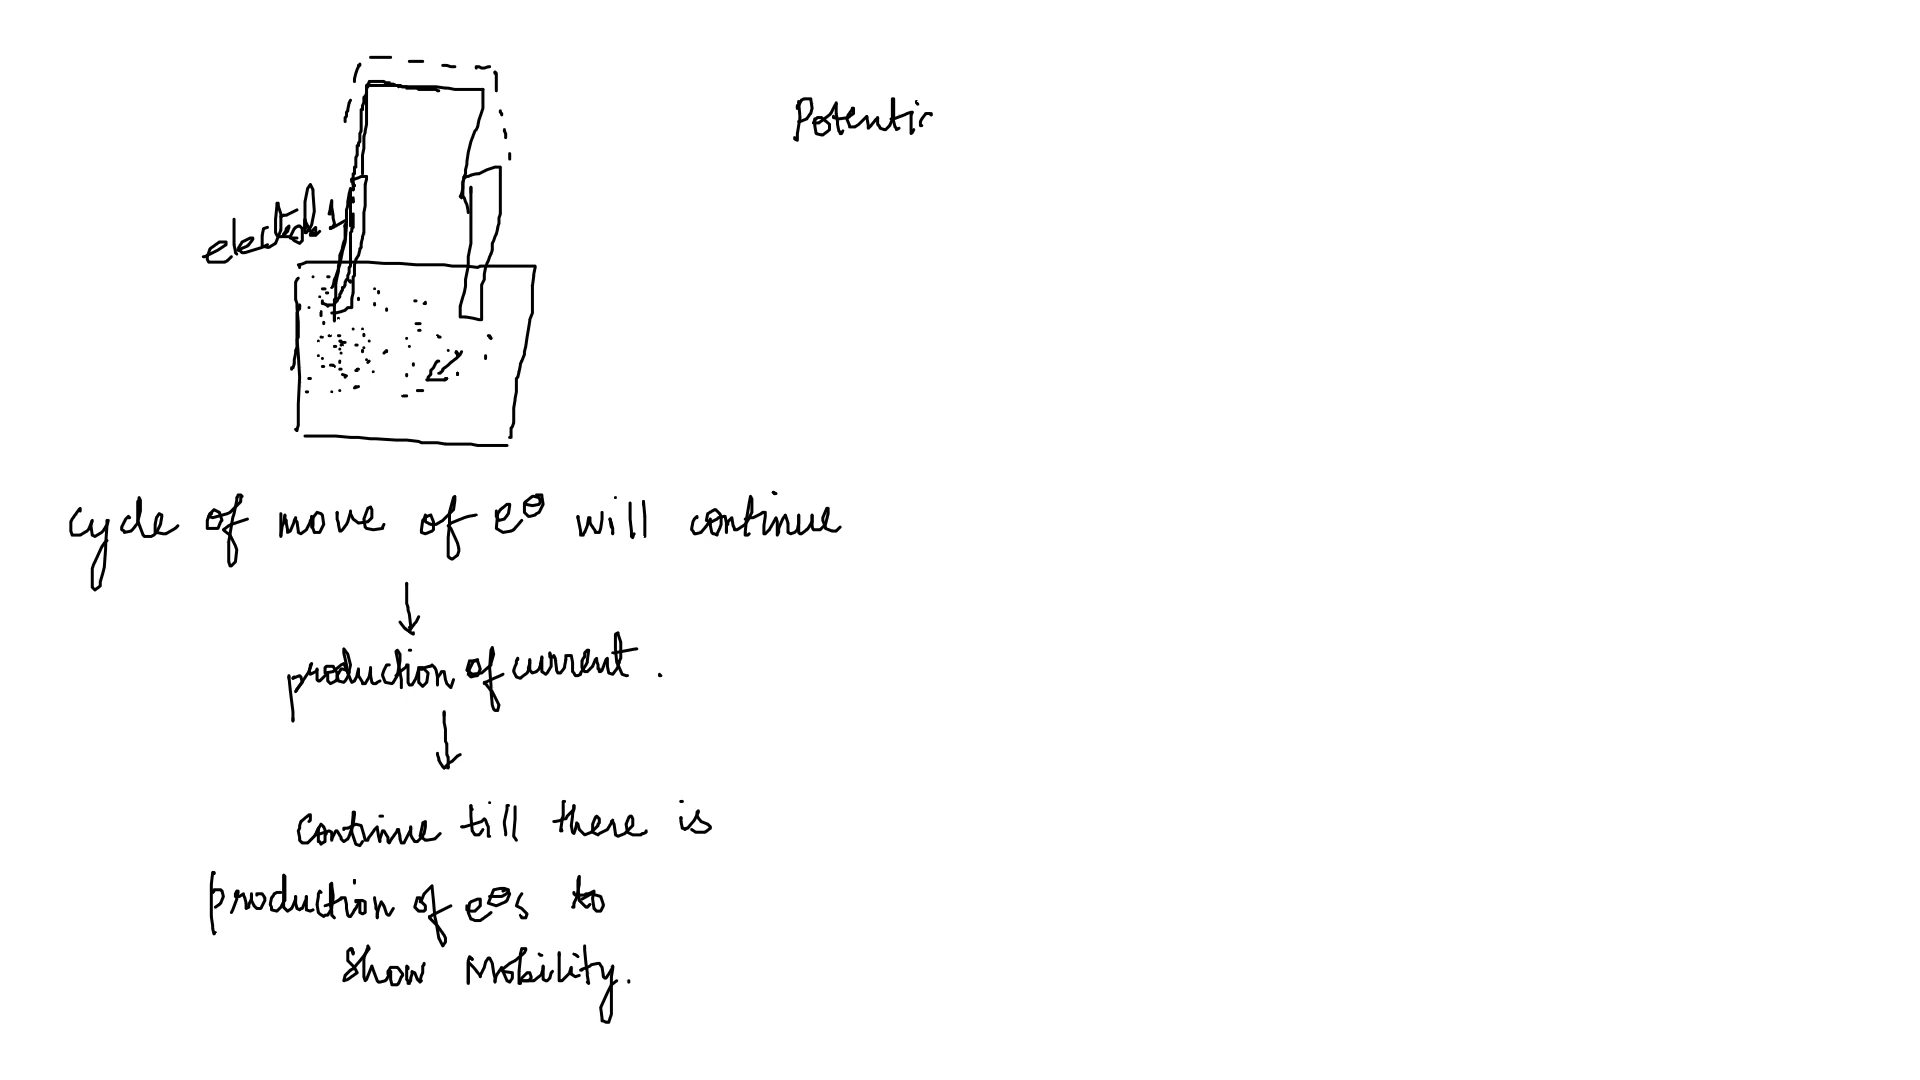 Potentir
electrod 1
cycle of move of e⊖ will continue
production of current.
continue till there is
production of e⊖s to
show mobility.